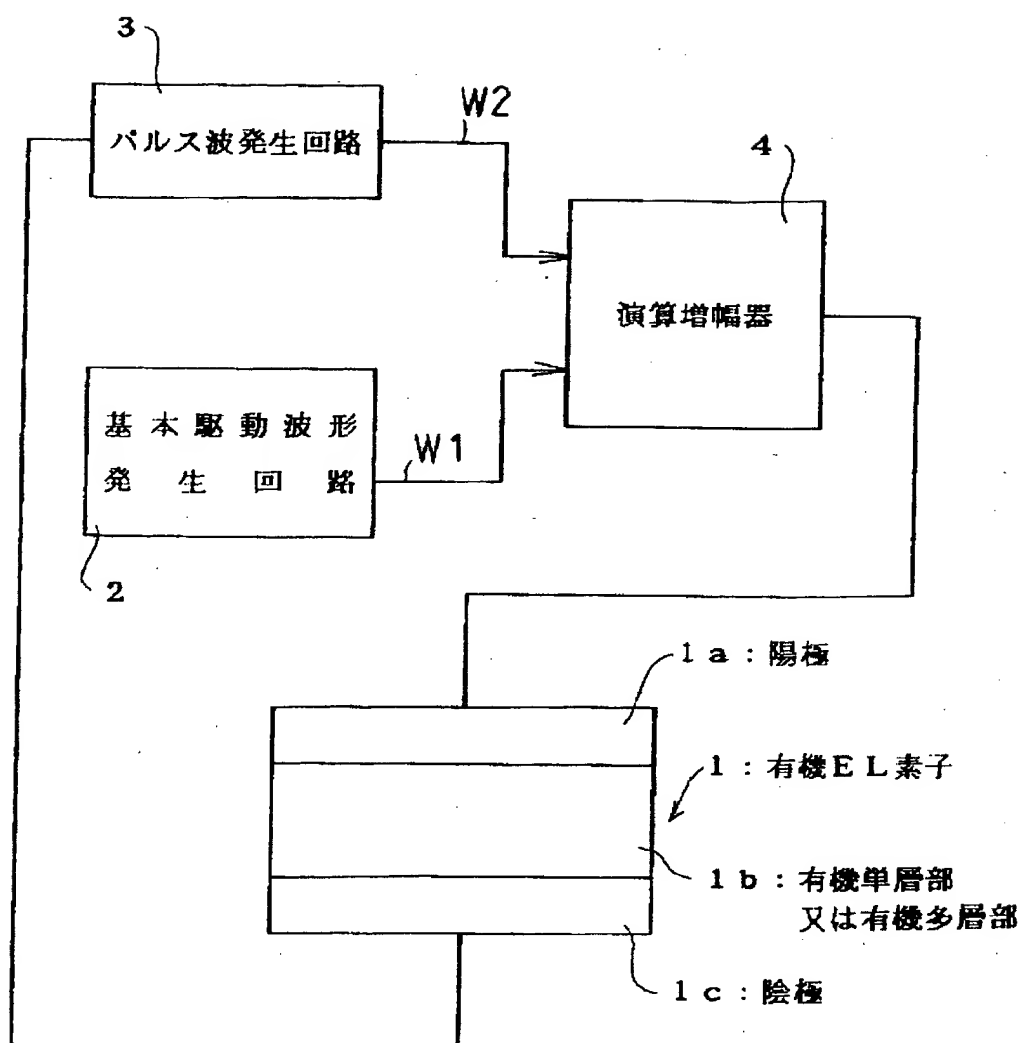 3
パルス波発生回路
W2
4
演算増幅器
基本駆動波形
発生回路
W1
2
1a:陽極
1:有機EL素子
1b:有機単層部
又は有機多層部
1c:陰極